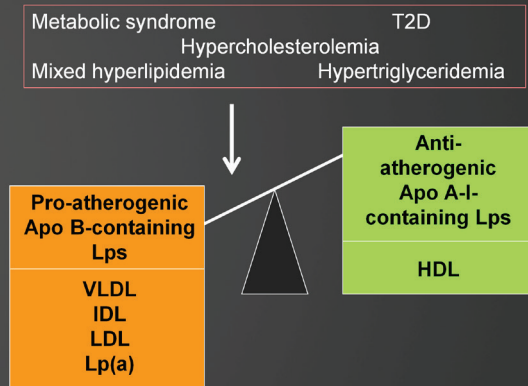 Metabolic syndrome T2D
Hypercholesterolemia
Mixed hyperlipidemia Hypertriglyceridemia
Anti-
atherogenic
Apo A-I-
containing Lps
HDL
Pro-atherogenic
Apo B-containing
Lps
VLDL
IDL
LDL
Lp(a)